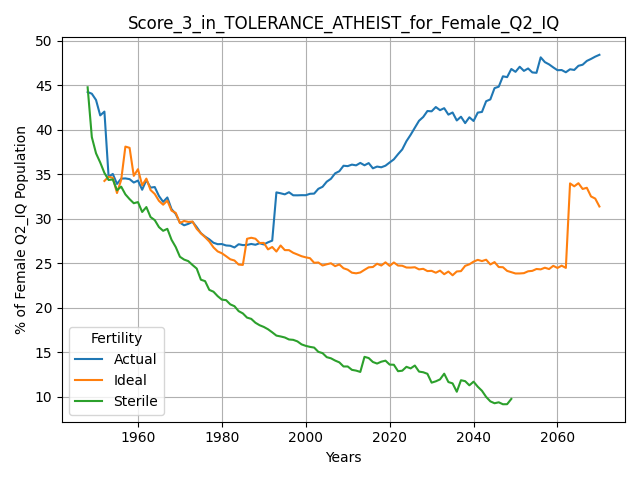 Score_3_in_TOLERANCE_ATHEIST_for_Female_Q2_IQ
% of Female Q2_IQ Population
50
45
40
35
30
25
20
15
10
Fertility
Actual
Ideal
Sterile
1960
1980
2000
2020
2040
2060
Years